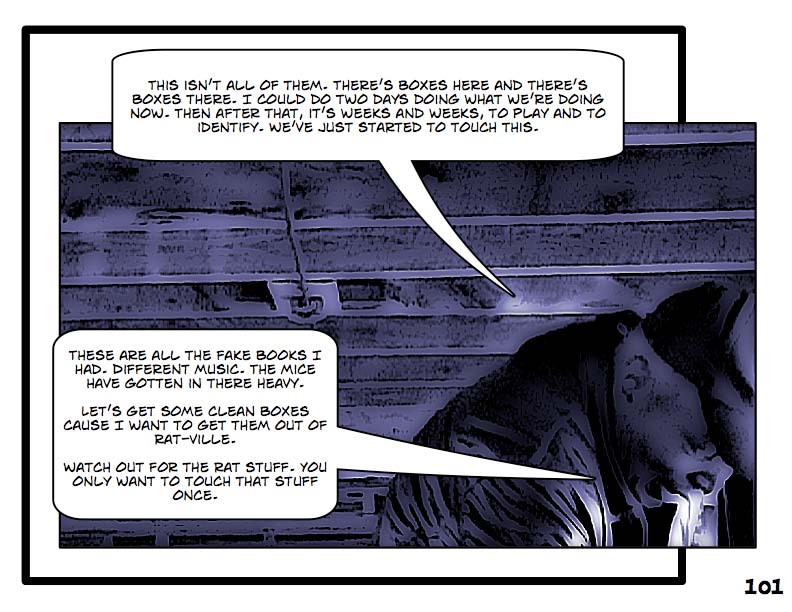 THIS ISN'T ALL OF THEM. THERE'S BOXES HERE AND THERE'S
BOXES THERE. I COULD DO TWO DAYS DOING WHAT WE'RE DOING
NOW. THEN AFTER THAT, IT'S WEEKS AND WEEKS, TO PLAY AND TO
IDENTIFY. WE'VE JUST STARTED TO TOUCH THIS.
THESE ARE ALL THE FAKE BOOKS I
HAD. DIFFERENT MUSIC. THE MICE
HAVE GOTTEN IN THERE HEAVY.
LET'S GET SOME CLEAN BOXES
CAUSE I WANT TO GET THEM OUT OF
RAT-VILLE.
WATCH OUT FOR THE RAT STUFF. YOU
ONLY WANT TO TOUCH THAT STUFF
ONCE.
101